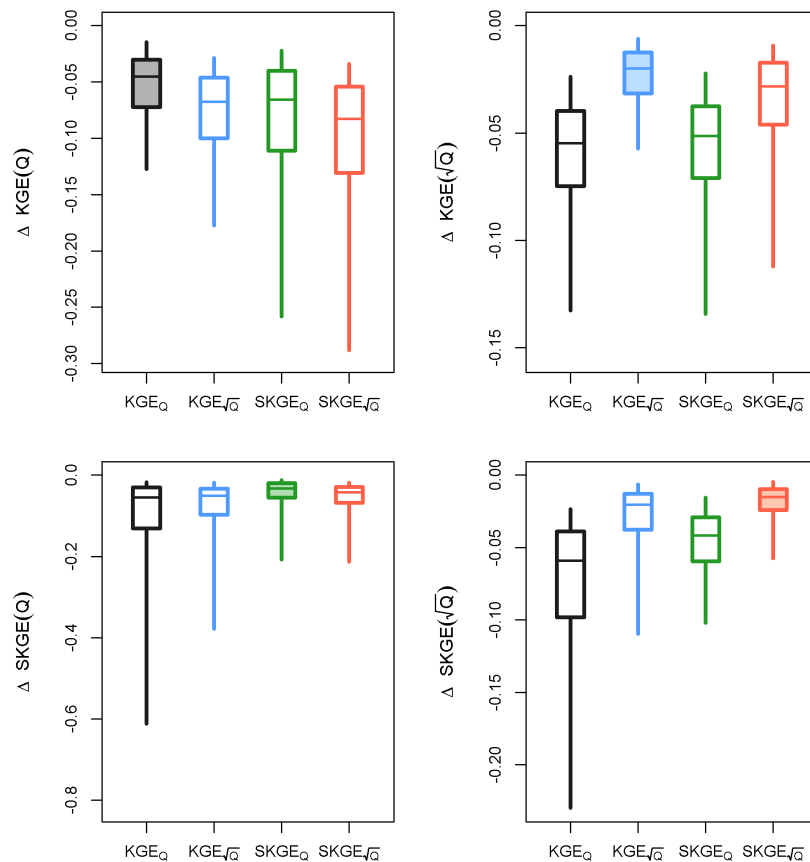 0.00
-0.05
-0.10
-0.15
-0.20
-0.25
-0.30
Δ KGE(Q)
KGE_Q KGE_√Q SKGE_Q SKGE_√Q
0.00
-0.05
-0.10
-0.15
Δ KGE(√Q)
KGE_Q KGE_√Q SKGE_Q SKGE_√Q
0.0
-0.2
-0.4
-0.6
-0.8
Δ SKGE(Q)
KGE_Q KGE_√Q SKGE_Q SKGE_√Q
0.00
-0.05
-0.10
-0.15
-0.20
Δ SKGE(√Q)
KGE_Q KGE_√Q SKGE_Q SKGE_√Q